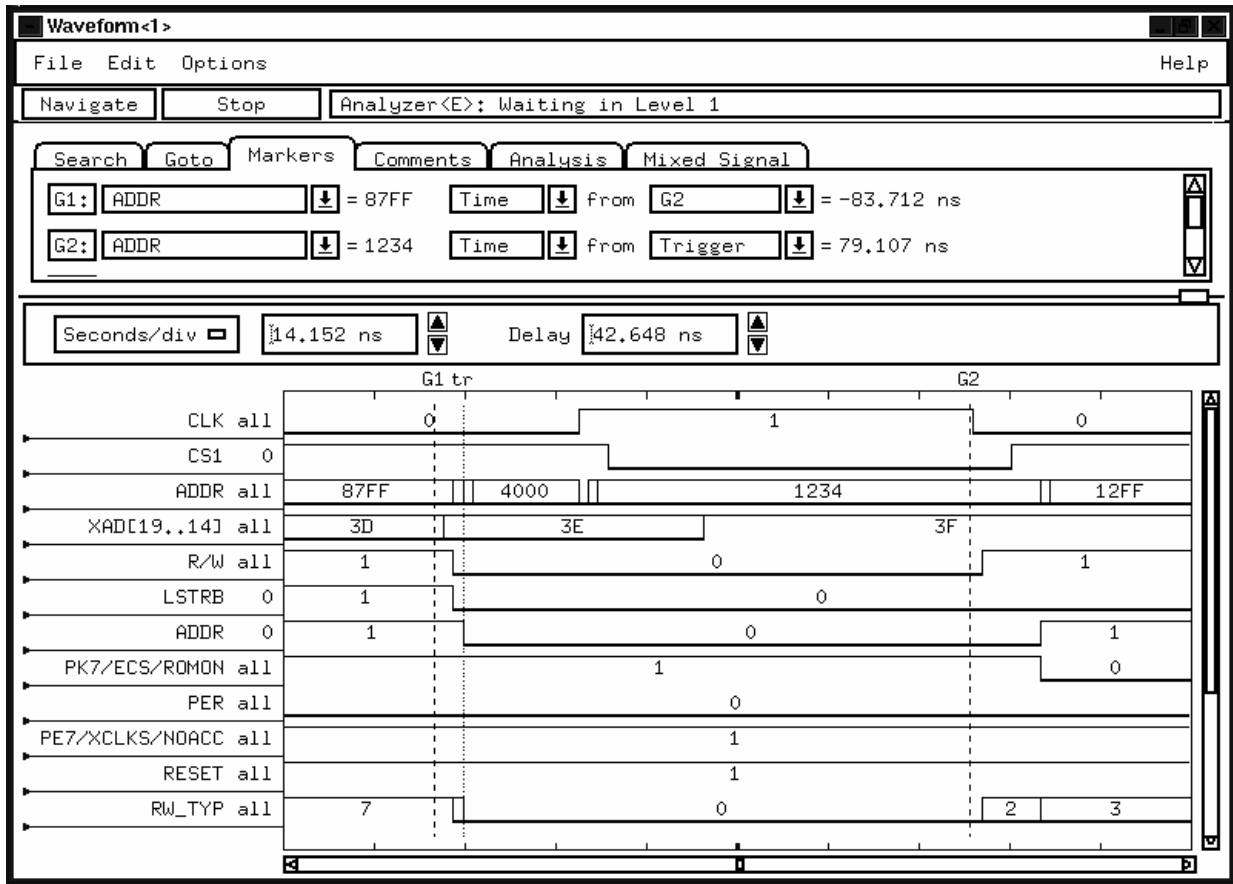 Waveform<1>
File Edit Options Help
Navigate Stop Analyzer<E>: Waiting in Level 1
Search Goto Markers Comments Analysis Mixed Signal
G1: ADDR = 87FF Time from G2 = -83.712 ns
G2: ADDR = 1234 Time from Trigger = 79.107 ns
Seconds/div 14.152 ns Delay 42.648 ns
G1 tr G2
CLK all 0 1 0
CS1 0
ADDR all 87FF 4000 1234 12FF
XAD[19..14] all 3D 3E 3F
R/W all 1 0 1
LSTRB 0 1 0
ADDR 0 1 0 1
PK7/ECS/ROMON all 1 0
PER all 0
PE7/XCLKS/NOACC all 1
RESET all 1
RW_TYP all 7 0 2 3